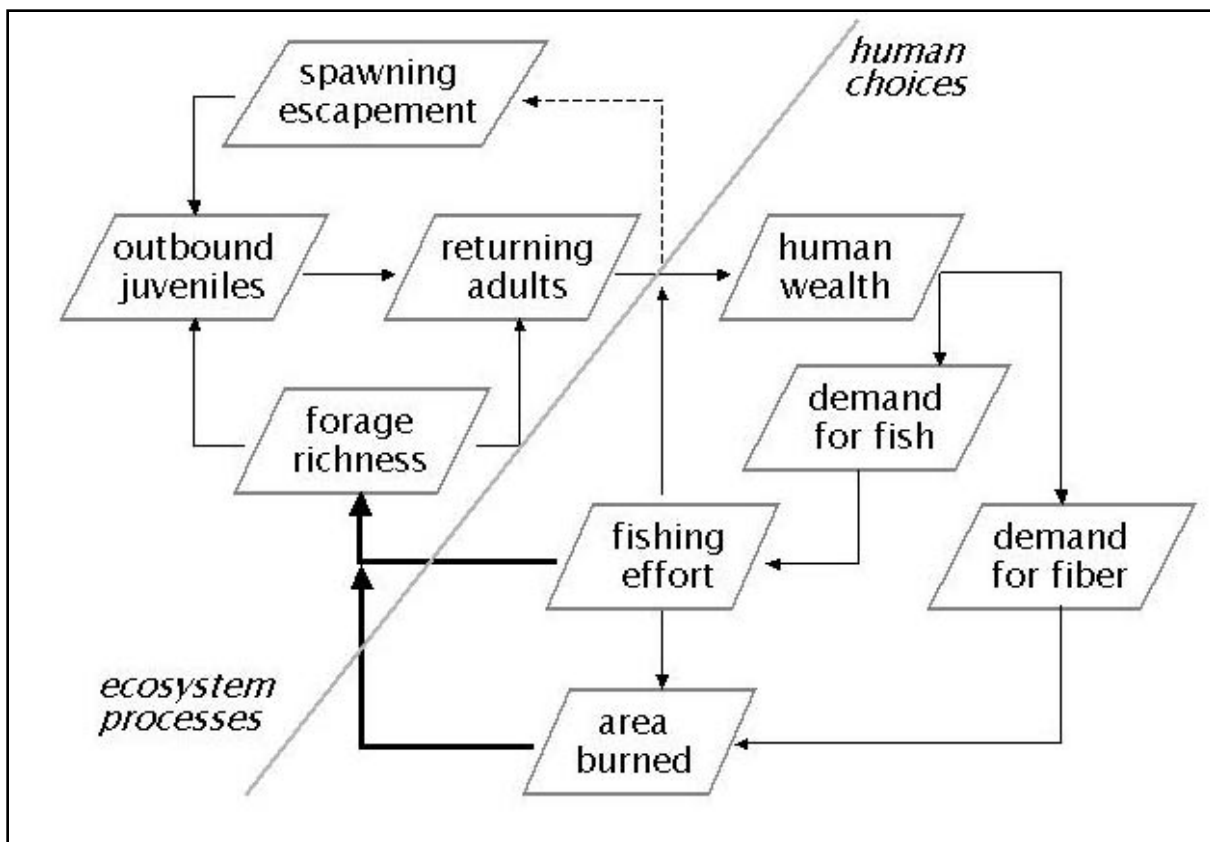 human
choices
spawning
escapement
outbound
juveniles
returning
adults
human
wealth
demand
for fish
forage
richness
fishing
effort
demand
for fiber
ecosystem
processes
area
burned